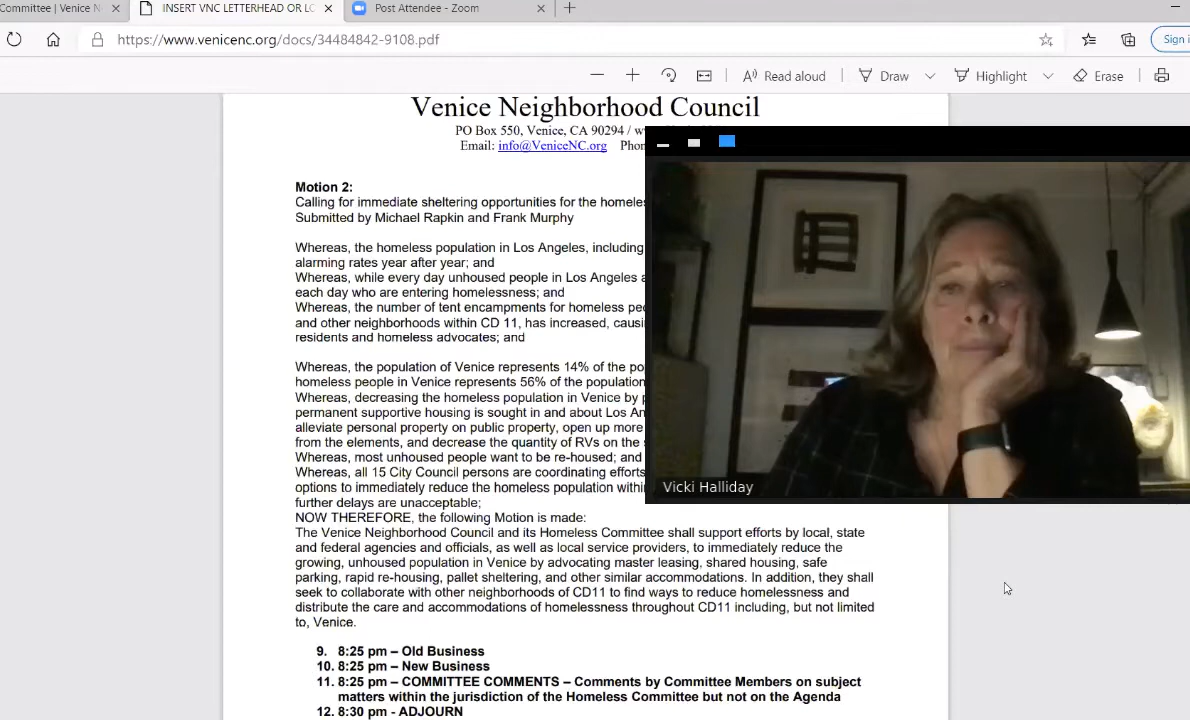 Committee | Venice N
INSERT VNC LETTERHEAD OR LO
Post Attendee - Zoom
https://www.venicenc.org/docs/34484842-9108.pdf
Sign i
Read aloud
Draw
Highlight
Erase
Venice Neighborhood Council
PO Box 550, Venice, CA 90294 /
Email: info@VeniceNC.org Phon
Motion 2:
Calling for immediate sheltering opportunities for the homeles
Submitted by Michael Rapkin and Frank Murphy
Whereas, the homeless population in Los Angeles, including
alarming rates year after year; and
Whereas, while every day unhoused people in Los Angeles a
each day who are entering homelessness; and
Whereas, the number of tent encampments for homeless peo
and other neighborhoods within CD 11, has increased, causi
residents and homeless advocates; and
Whereas, the population of Venice represents 14% of the po
homeless people in Venice represents 56% of the population
Whereas, decreasing the homeless population in Venice by p
permanent supportive housing is sought in and about Los An
alleviate personal property on public property, open up more
from the elements, and decrease the quantity of RVs on the s
Whereas, most unhoused people want to be re-housed; and
Whereas, all 15 City Council persons are coordinating efforts
options to immediately reduce the homeless population within
further delays are unacceptable;
NOW THEREFORE, the following Motion is made:
The Venice Neighborhood Council and its Homeless Committee shall support efforts by local, state
and federal agencies and officials, as well as local service providers, to immediately reduce the
growing, unhoused population in Venice by advocating master leasing, shared housing, safe
parking, rapid re-housing, pallet sheltering, and other similar accommodations. In addition, they shall
seek to collaborate with other neighborhoods of CD11 to find ways to reduce homelessness and
distribute the care and accommodations of homelessness throughout CD11 including, but not limited
to, Venice.
9. 8:25 pm – Old Business
10. 8:25 pm – New Business
11. 8:25 pm – COMMITTEE COMMENTS – Comments by Committee Members on subject
matters within the jurisdiction of the Homeless Committee but not on the Agenda
12. 8:30 pm - ADJOURN
Vicki Halliday